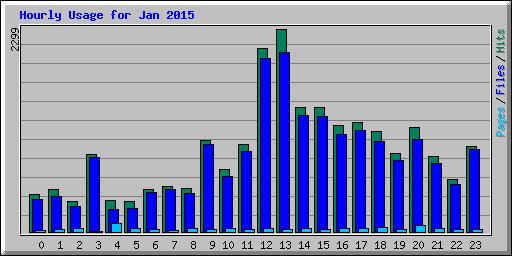 Hourly Usage for Jan 2015
2299
Pages/Files/Hits
0 1 2 3 4 5 6 7 8 9 10 11 12 13 14 15 16 17 18 19 20 21 22 23